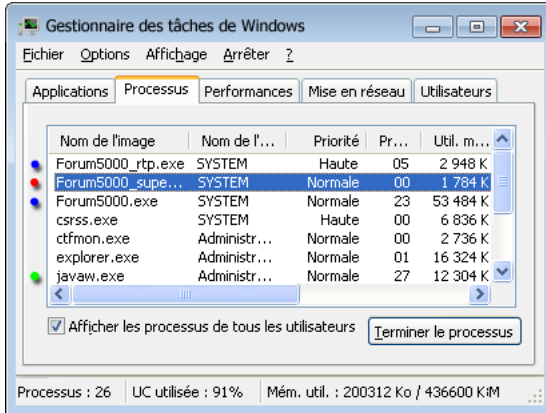 Gestionnaire des tâches de Windows
Fichier Options Affichage Arrêter ?
Applications Processus Performances Mise en réseau Utilisateurs
Nom de l'image Nom de l'... Priorité Pr... Util. m...
Forum5000_rtp.exe SYSTEM Haute 05 2 948 K
Forum5000_supe... SYSTEM Normale 00 1 784 K
Forum5000.exe SYSTEM Normale 23 53 484 K
csrss.exe SYSTEM Haute 00 6 836 K
ctfmon.exe Administr... Normale 00 2 736 K
explorer.exe Administr... Normale 01 16 324 K
javaw.exe Administr... Normale 27 12 304 K
Afficher les processus de tous les utilisateurs Terminer le processus
Processus : 26 UC utilisée : 91% Mém. util. : 200312 Ko / 436600 K:M